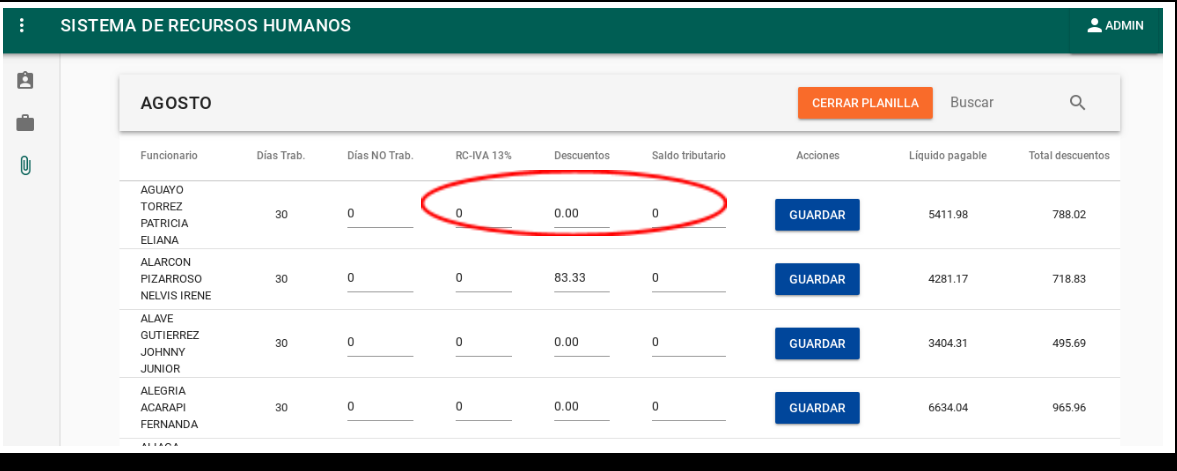 SISTEMA DE RECURSOS HUMANOS ADMIN
AGOSTO CERRAR PLANILLA Buscar
Funcionario Días Trab. Días NO Trab. RC-IVA 13% Descuentos Saldo tributario Acciones Líquido pagable Total descuentos
AGUAYO
TORREZ
PATRICIA
ELIANA
30 0 0 0.00 0 GUARDAR 5411.98 788.02
ALARCON
PIZARROSO
NELVIS IRENE
30 0 0 83.33 0 GUARDAR 4281.17 718.83
ALAVE
GUTIERREZ
JOHNNY
JUNIOR
30 0 0 0.00 0 GUARDAR 3404.31 495.69
ALEGRIA
ACARAPI
FERNANDA
30 0 0 0.00 0 GUARDAR 6634.04 965.96